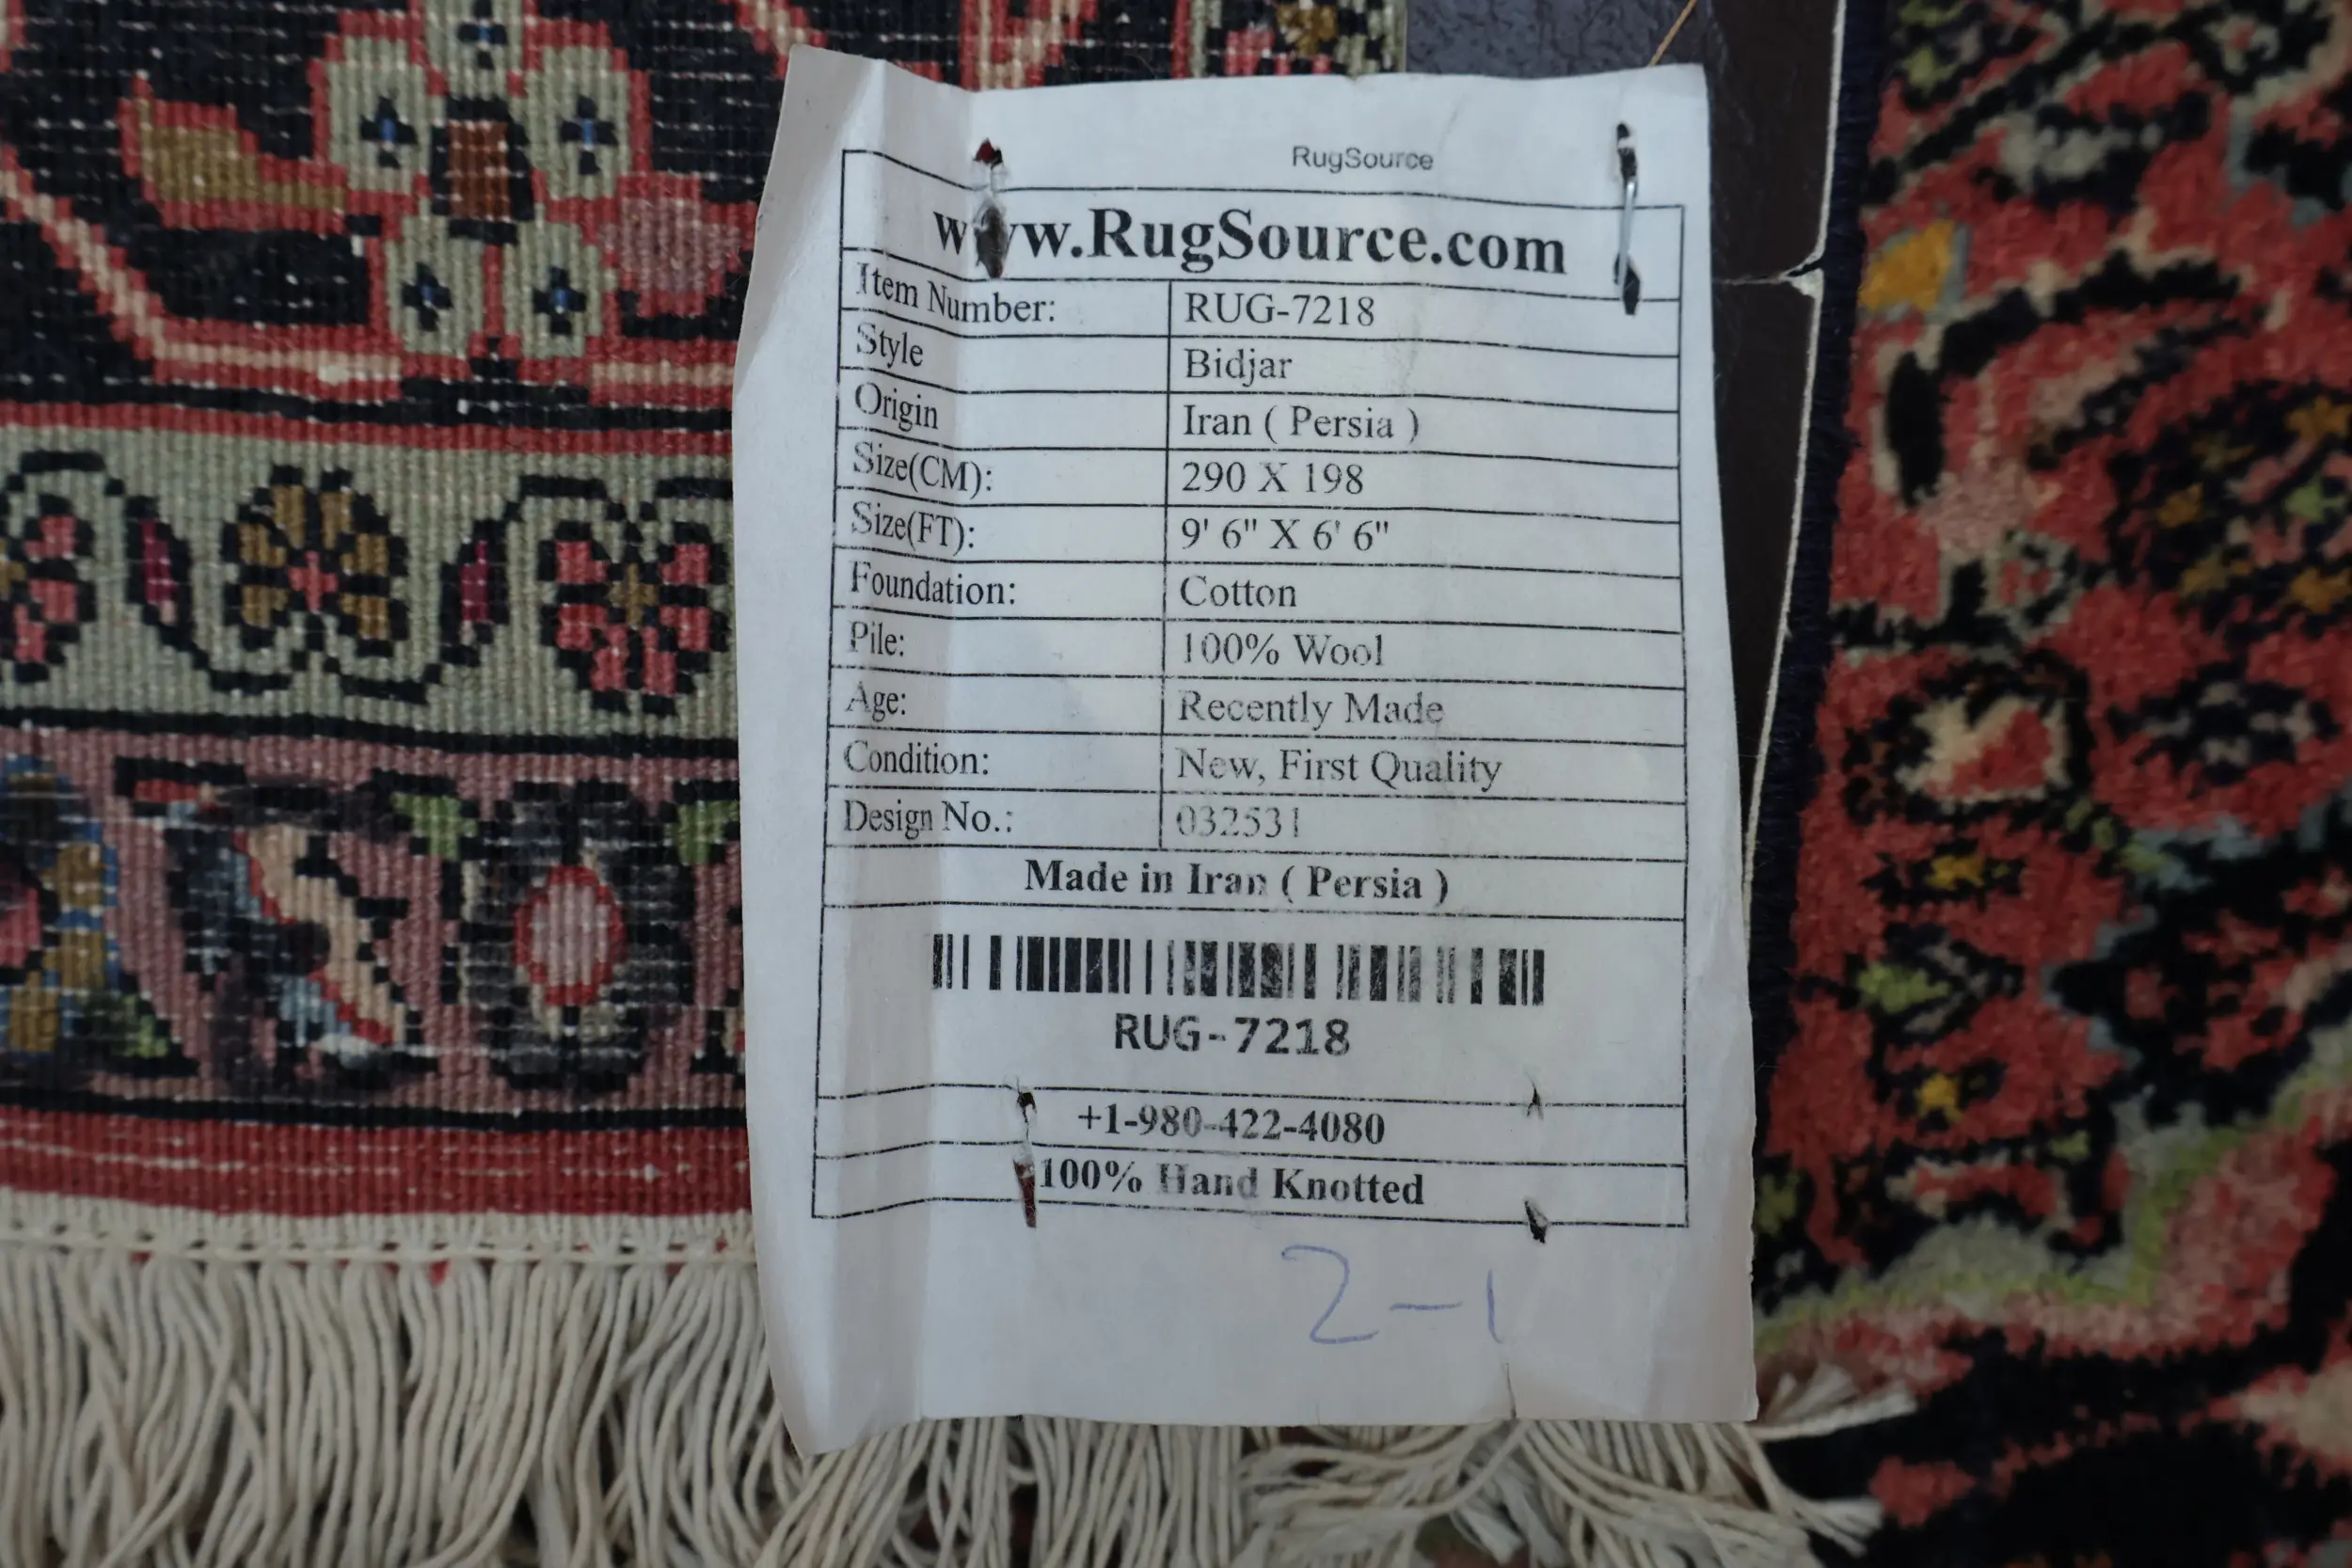 RugSource
www.RugSource.com
Item Number: RUG-7218
Style Bidjar
Origin Iran ( Persia )
Size(CM): 290 X 198
Size(FT): 9' 6" X 6' 6"
Foundation: Cotton
Pile: 100% Wool
Age: Recently Made
Condition: New, First Quality
Design No.: 032531
Made in Iran ( Persia )
RUG-7218
+1-980-422-4080
100% Hand Knotted
2-1